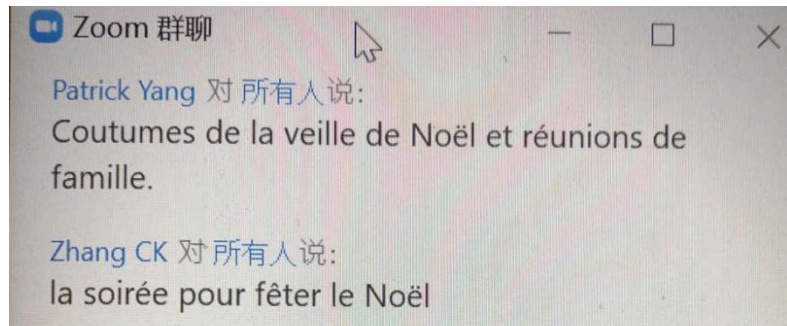 Zoom 群聊
Patrick Yang 对 所有人说:
Coutumes de la veille de Noël et réunions de
famille.
Zhang CK 对 所有人说:
la soirée pour fêter le Noël